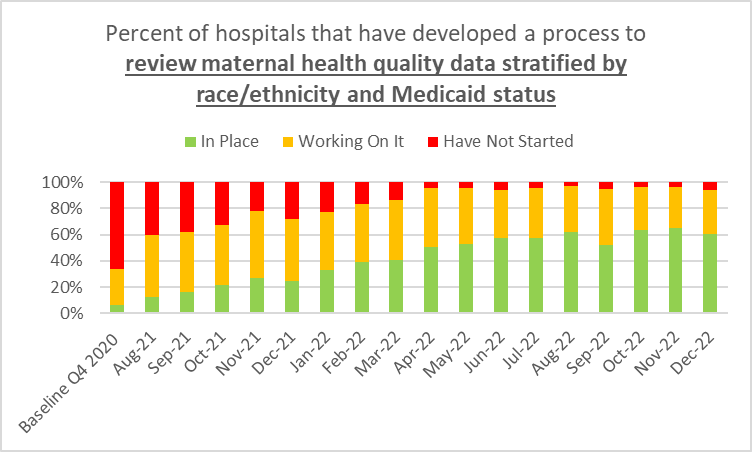 Percent of hospitals that have developed a process to
review maternal health quality data stratified by
race/ethnicity and Medicaid status
In Place
Working On It
Have Not Started
100%
80%
60%
40%
20%
0%
Baseline Q4 2020
Aug-21
Sep-21
Oct-21
Nov-21
Dec-21
Jan-22
Feb-22
Mar-22
Apr-22
May-22
Jun-22
Jul-22
Aug-22
Sep-22
Oct-22
Nov-22
Dec-22